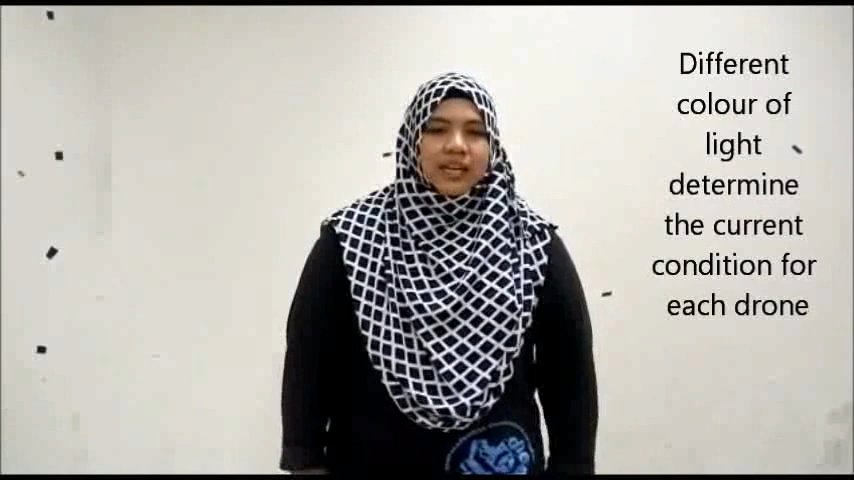 Different
colour of
light
determine
the current
condition for
each drone